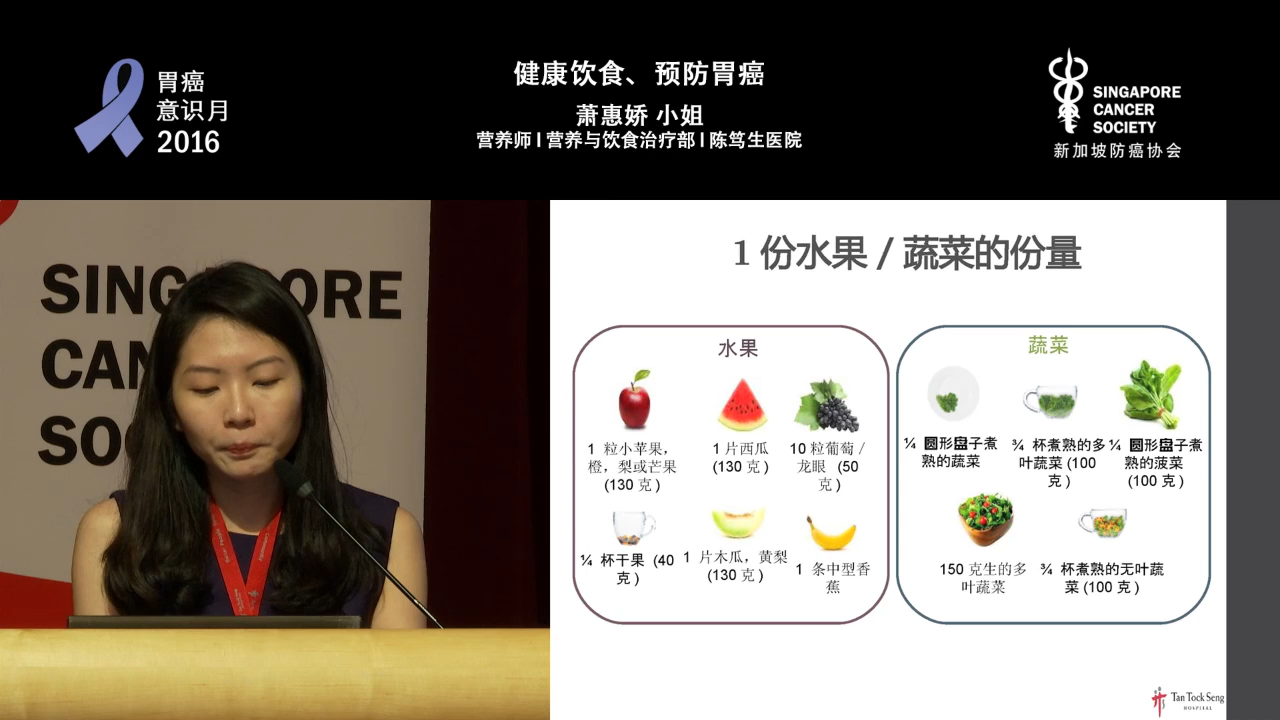 胃癌
意识月
2016
健康饮食、预防胃癌
萧惠娇 小姐
营养师 I 营养与饮食治疗部 I 陈笃生医院
SINGAPORE
CANCER
SOCIETY
新加坡防癌协会
1 份水果 / 蔬菜的份量
水果
1 粒小苹果，
橙，梨或芒果
(130 克 )
1 片西瓜
(130 克 )
10 粒葡萄 /
龙眼 (50
克 )
¼ 杯干果 (40
克 )
1 片木瓜，黄梨
(130 克 )
1 条中型香
蕉
蔬菜
¼ 圆形盘子煮
熟的蔬菜
¾ 杯煮熟的多
叶蔬菜 (100
克 )
¼ 圆形盘子煮
熟的菠菜
(100 克 )
150 克生的多
叶蔬菜
¾ 杯煮熟的无叶蔬
菜 (100 克 )
Tan Tock Seng
HOSPITAL